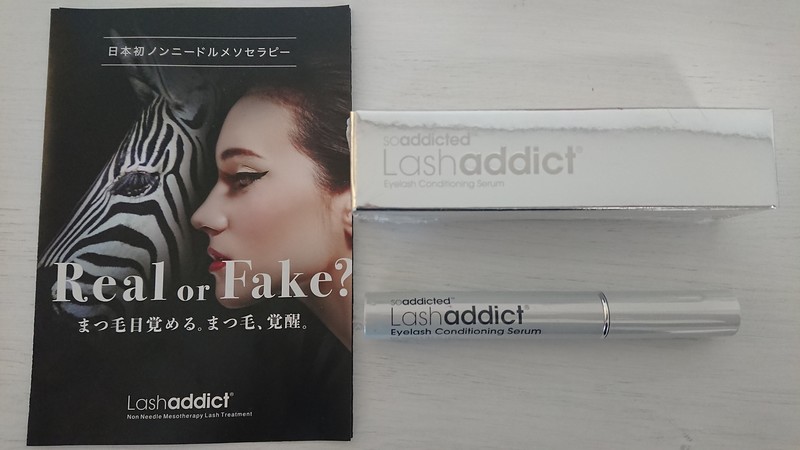 日本初ノンニードルメソセラピー
Real or Fake?
まつ毛目覚める。まつ毛、覚醒。
Lashaddict®
Non Needle Mesotherapy Lash Treatment
soaddicted™
Lashaddict®
Eyelash Conditioning Serum
soaddicted™
Lashaddict®
Eyelash Conditioning Serum